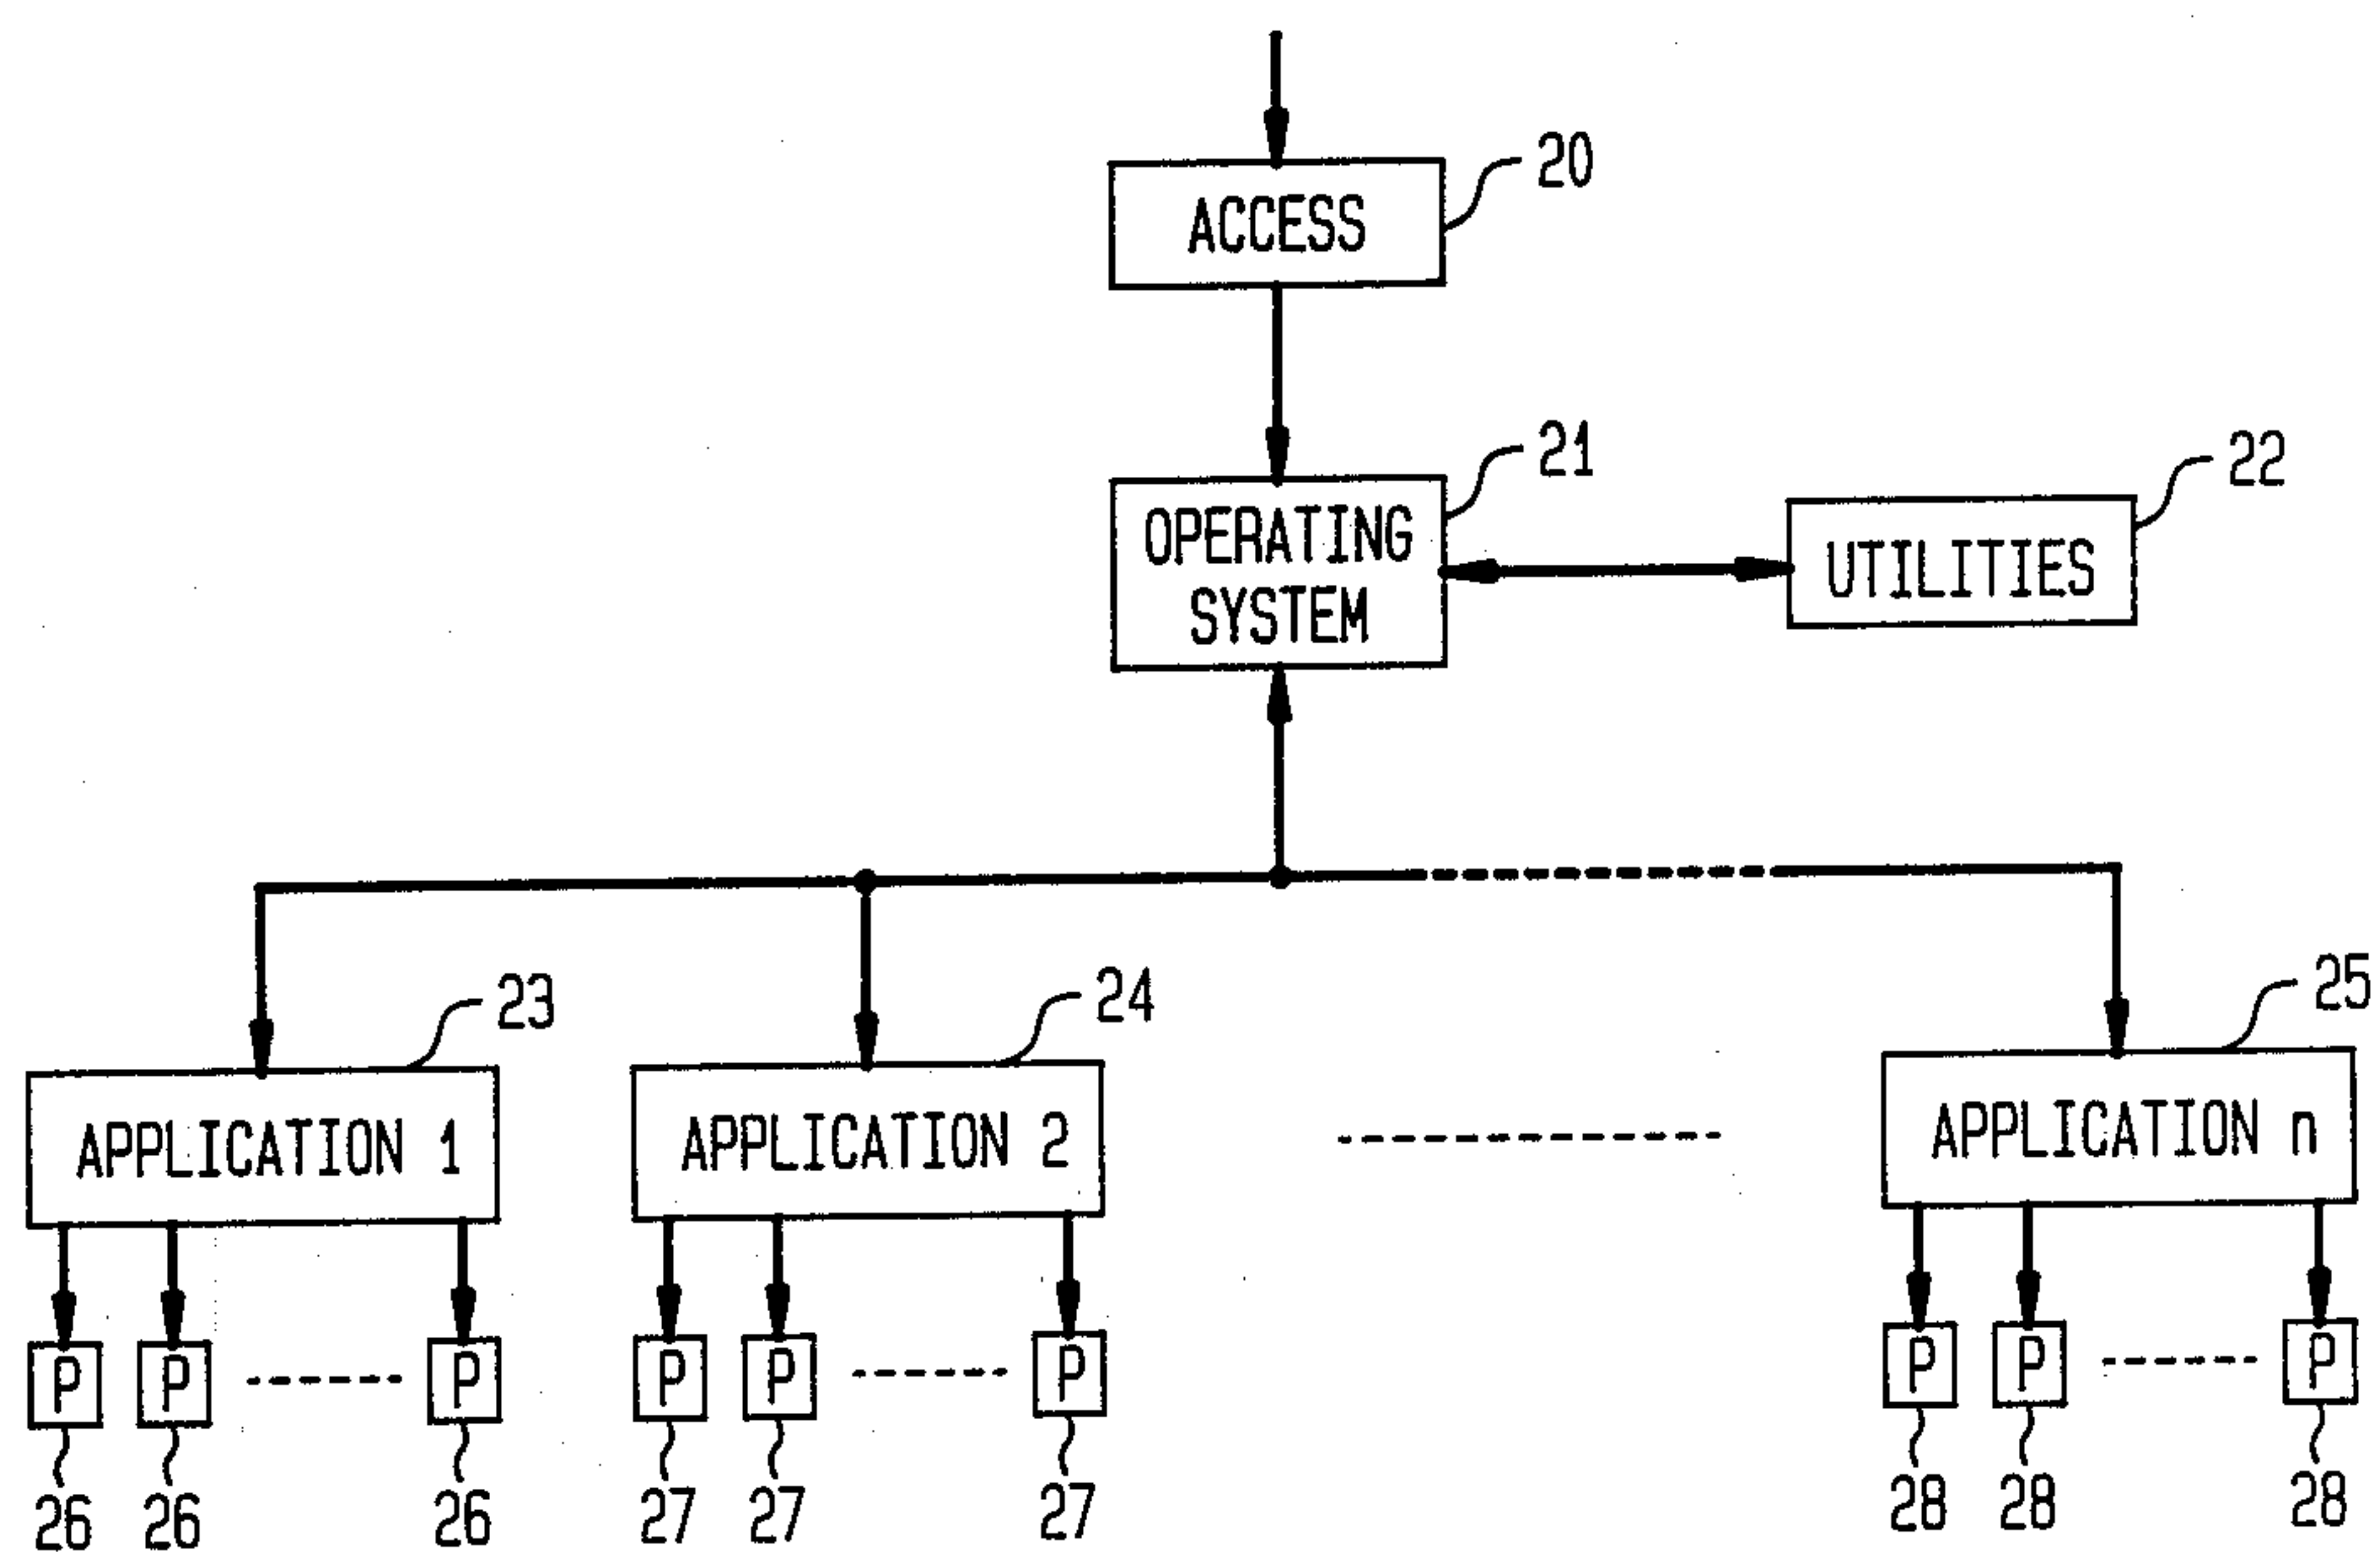 20
ACCESS
21
22
OPERATING
SYSTEM
UTILITIES
23
24
25
APPLICATION 1
APPLICATION 2
APPLICATION n
P
P
P
P
P
P
P
P
P
26
26
26
27
27
27
28
28
28